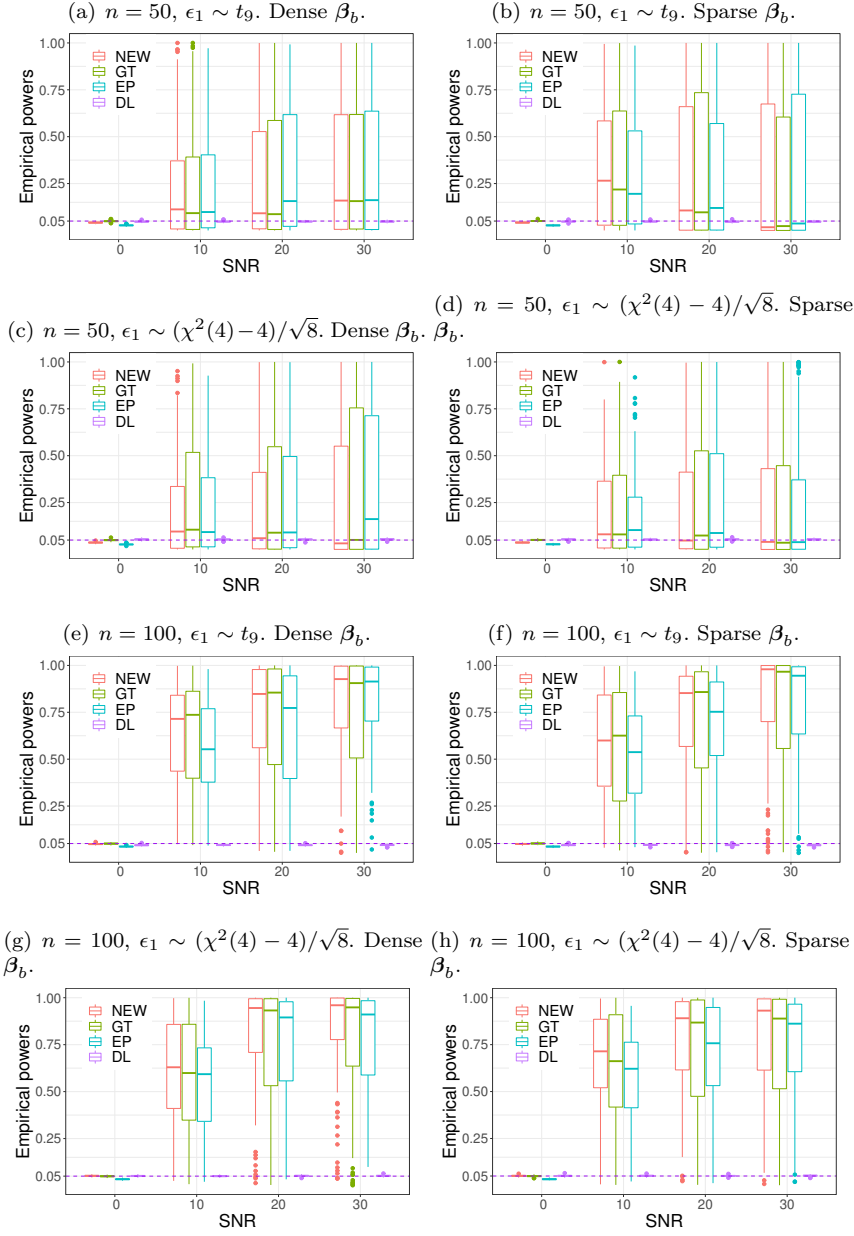 (a) n = 50, ϵ₁ ∼ t₉. Dense β_b.
1.00
0.75
0.50
0.25
0.05
Empirical powers
NEW
GT
EP
DL
0 10 20 30
SNR
(b) n = 50, ϵ₁ ∼ t₉. Sparse β_b.
1.00
0.75
0.50
0.25
0.05
Empirical powers
NEW
GT
EP
DL
0 10 20 30
SNR
(c) n = 50, ϵ₁ ∼ (χ²(4)−4)/√8. Dense β_b.
1.00
0.75
0.50
0.25
0.05
Empirical powers
NEW
GT
EP
DL
0 10 20 30
SNR
(d) n = 50, ϵ₁ ∼ (χ²(4) − 4)/√8. Sparse
β_b.
1.00
0.75
0.50
0.25
0.05
Empirical powers
NEW
GT
EP
DL
0 10 20 30
SNR
(e) n = 100, ϵ₁ ∼ t₉. Dense β_b.
1.00
0.75
0.50
0.25
0.05
Empirical powers
NEW
GT
EP
DL
0 10 20 30
SNR
(f) n = 100, ϵ₁ ∼ t₉. Sparse β_b.
1.00
0.75
0.50
0.25
0.05
Empirical powers
NEW
GT
EP
DL
0 10 20 30
SNR
(g) n = 100, ϵ₁ ∼ (χ²(4) − 4)/√8. Dense
β_b.
1.00
0.75
0.50
0.25
0.05
Empirical powers
NEW
GT
EP
DL
0 10 20 30
SNR
(h) n = 100, ϵ₁ ∼ (χ²(4) − 4)/√8. Sparse
β_b.
1.00
0.75
0.50
0.25
0.05
Empirical powers
NEW
GT
EP
DL
0 10 20 30
SNR